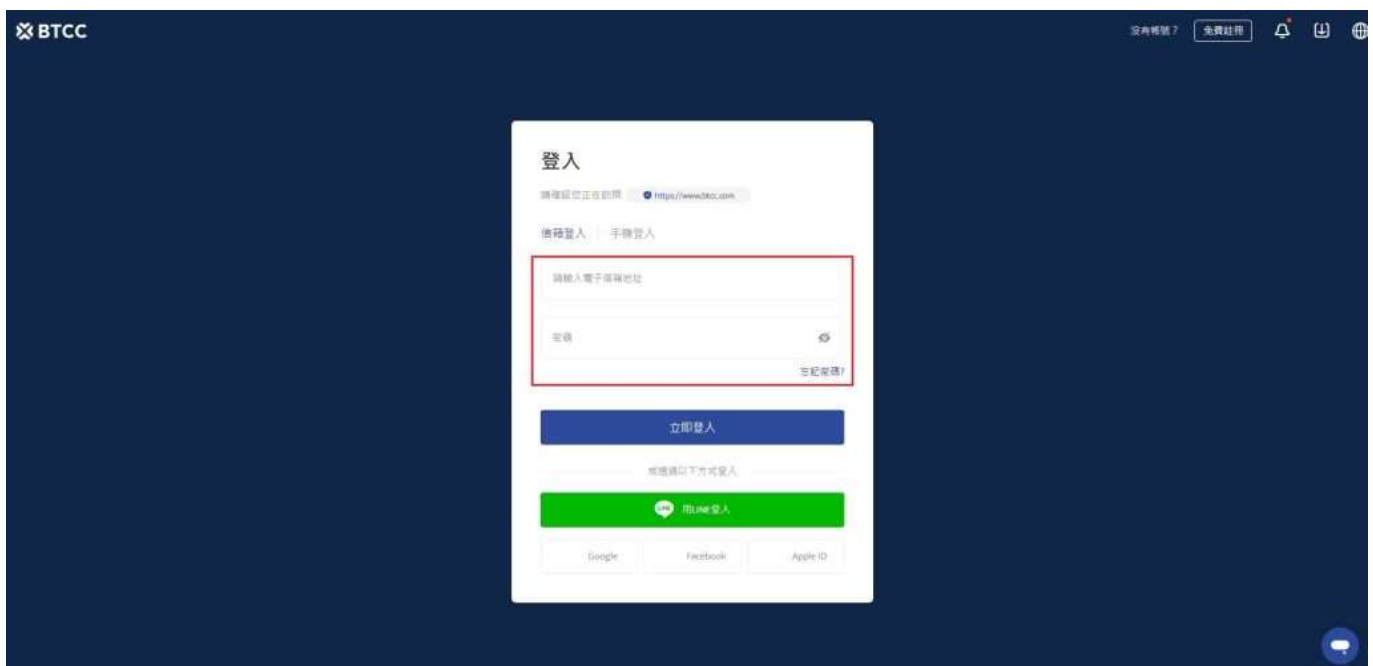 BTCC
沒有帳號？ 免費註冊
登入
請確認您正在訪問 https://www.btcc.com
信箱登入 手機登入
請輸入電子信箱地址
密碼
忘記密碼?
立即登入
或透過以下方式登入
LINE 用LINE登入
Google Facebook Apple ID